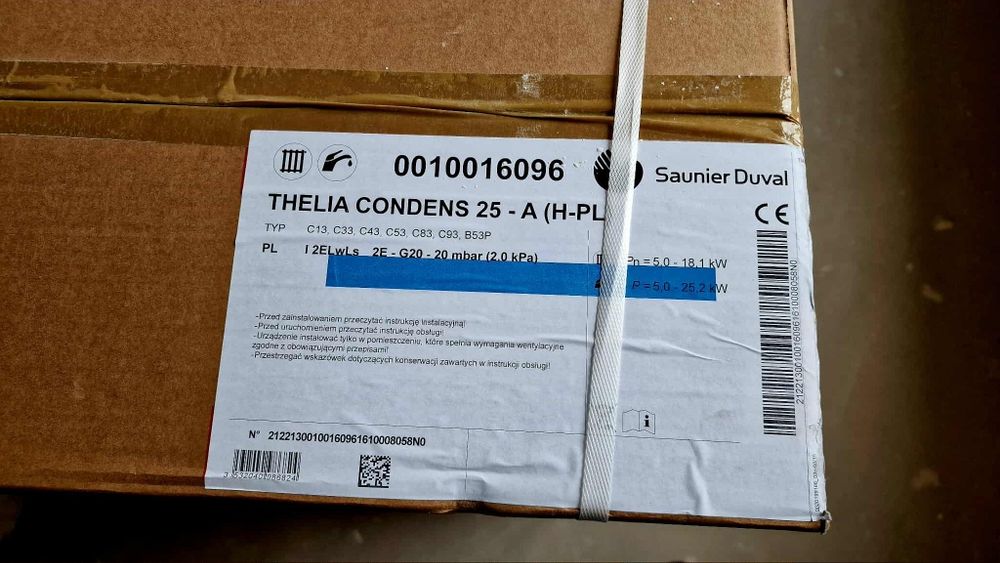 0010016096
Saunier Duval
THELIA CONDENS 25 - A (H-PL
CE
TYP C13, C33, C43, C53, C83, C93, B53P
PL I 2ELwLs 2E - G20 - 20 mbar (2,0 kPa)
Pn = 5,0 - 18,1 kW
P = 5,0 - 25,2 kW
-Przed zainstalowaniem przeczytać instrukcję instalacyjną!
-Przed uruchomieniem przeczytać instrukcję obsługi!
-Urządzenie instalować tylko w pomieszczeniu, które spełnia wymagania wentylacyjne
zgodne z obowiązującymi przepisami!
-Przestrzegać wskazówek dotyczących konserwacji zawartych w instrukcji obsługi!
i
N° 21221300100160961610008058N0
21221300100160961610008058N0